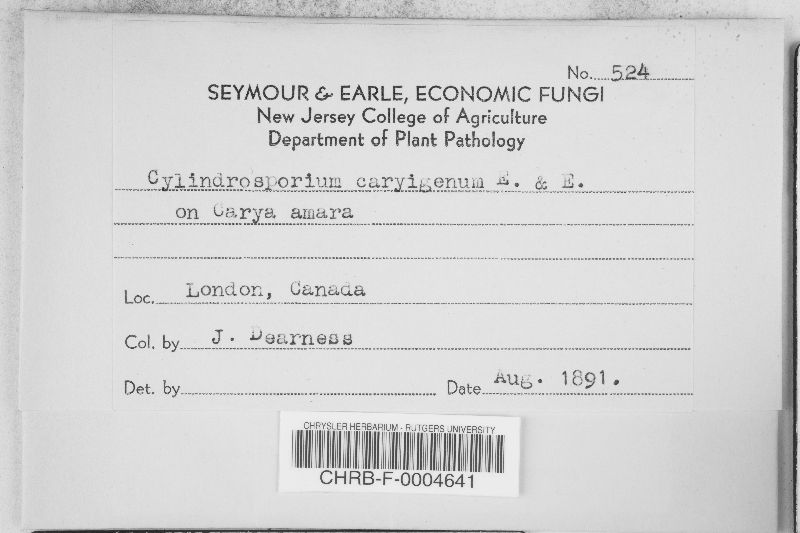 No. 524
SEYMOUR & EARLE, ECONOMIC FUNGI
New Jersey College of Agriculture
Department of Plant Pathology
Cylindrosporium caryigenum E. & E.
on Carya amara
Loc. London, Canada
Col. by J. Dearness
Det. by
Date Aug. 1891.
CHRYSLER HERBARIUM - RUTGERS UNIVERSITY
CHRB-F-0004641